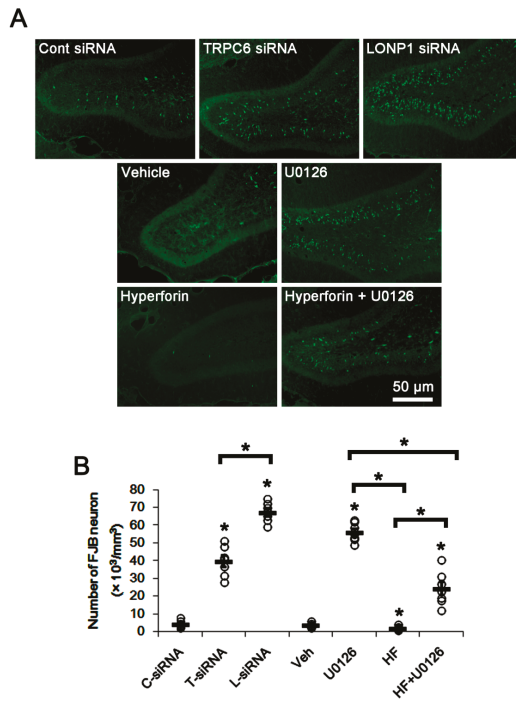 A
Cont siRNA
TRPC6 siRNA
LONP1 siRNA
Vehicle
U0126
Hyperforin
Hyperforin + U0126
50 µm
B
Number of FJB neuron
(× 10³/mm³)
80
70
60
50
40
30
20
10
0
* * * * * * * * *
C-siRNA
T-siRNA
L-siRNA
Veh
U0126
HF
HF+U0126